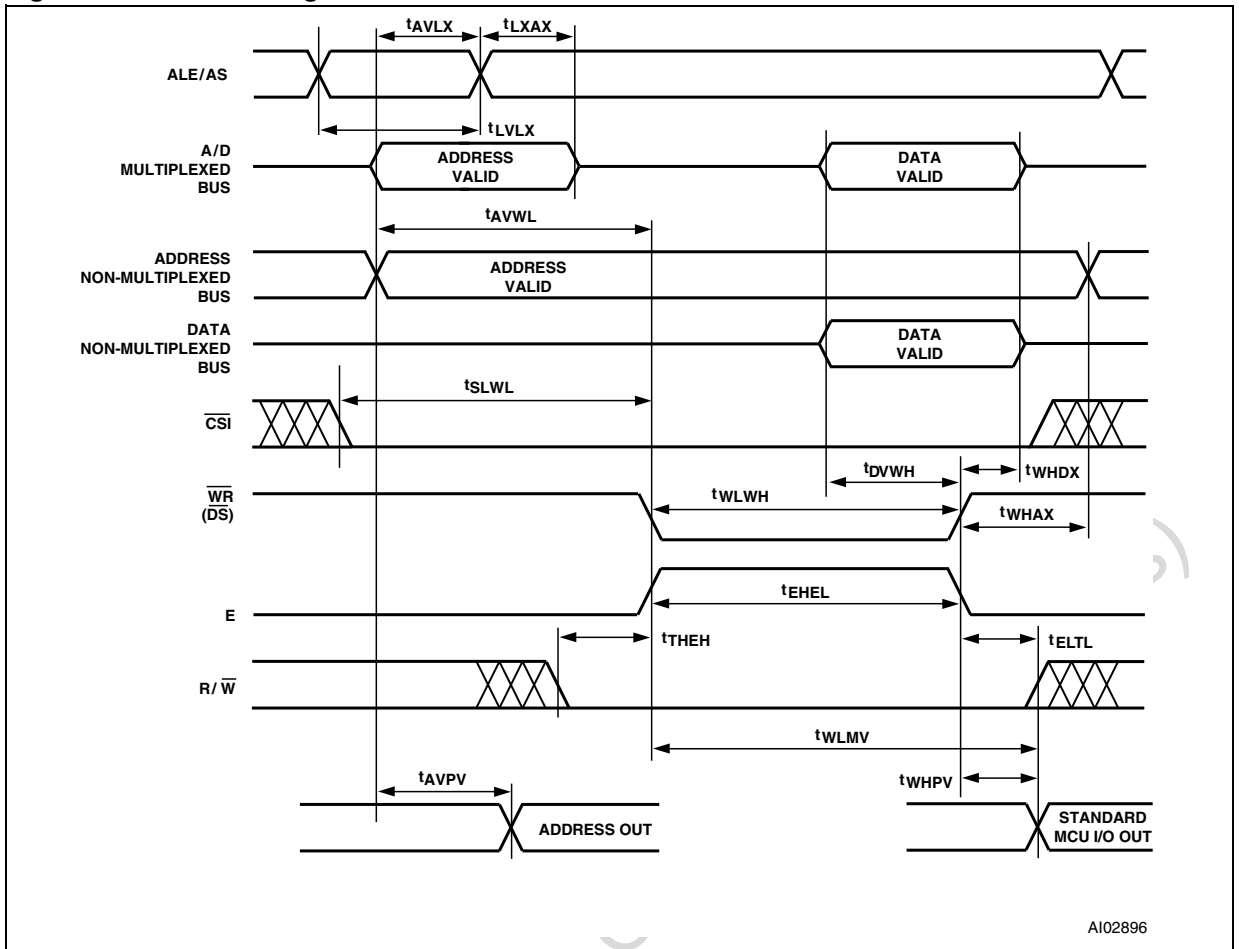 tAVLX tLXAX
ALE/AS
tLVLX
A/D
MULTIPLEXED
BUS
ADDRESS
VALID
DATA
VALID
tAVWL
ADDRESS
NON-MULTIPLEXED
BUS
ADDRESS
VALID
DATA
NON-MULTIPLEXED
BUS
DATA
VALID
tSLWL
CSI
tDVWH tWHDX
WR
(DS)
tWLWH
tWHAX
E
tEHEL
tTHEH tELTL
R/W
tWLMV
tAVPV tWHPV
ADDRESS OUT
STANDARD
MCU I/O OUT
AI02896